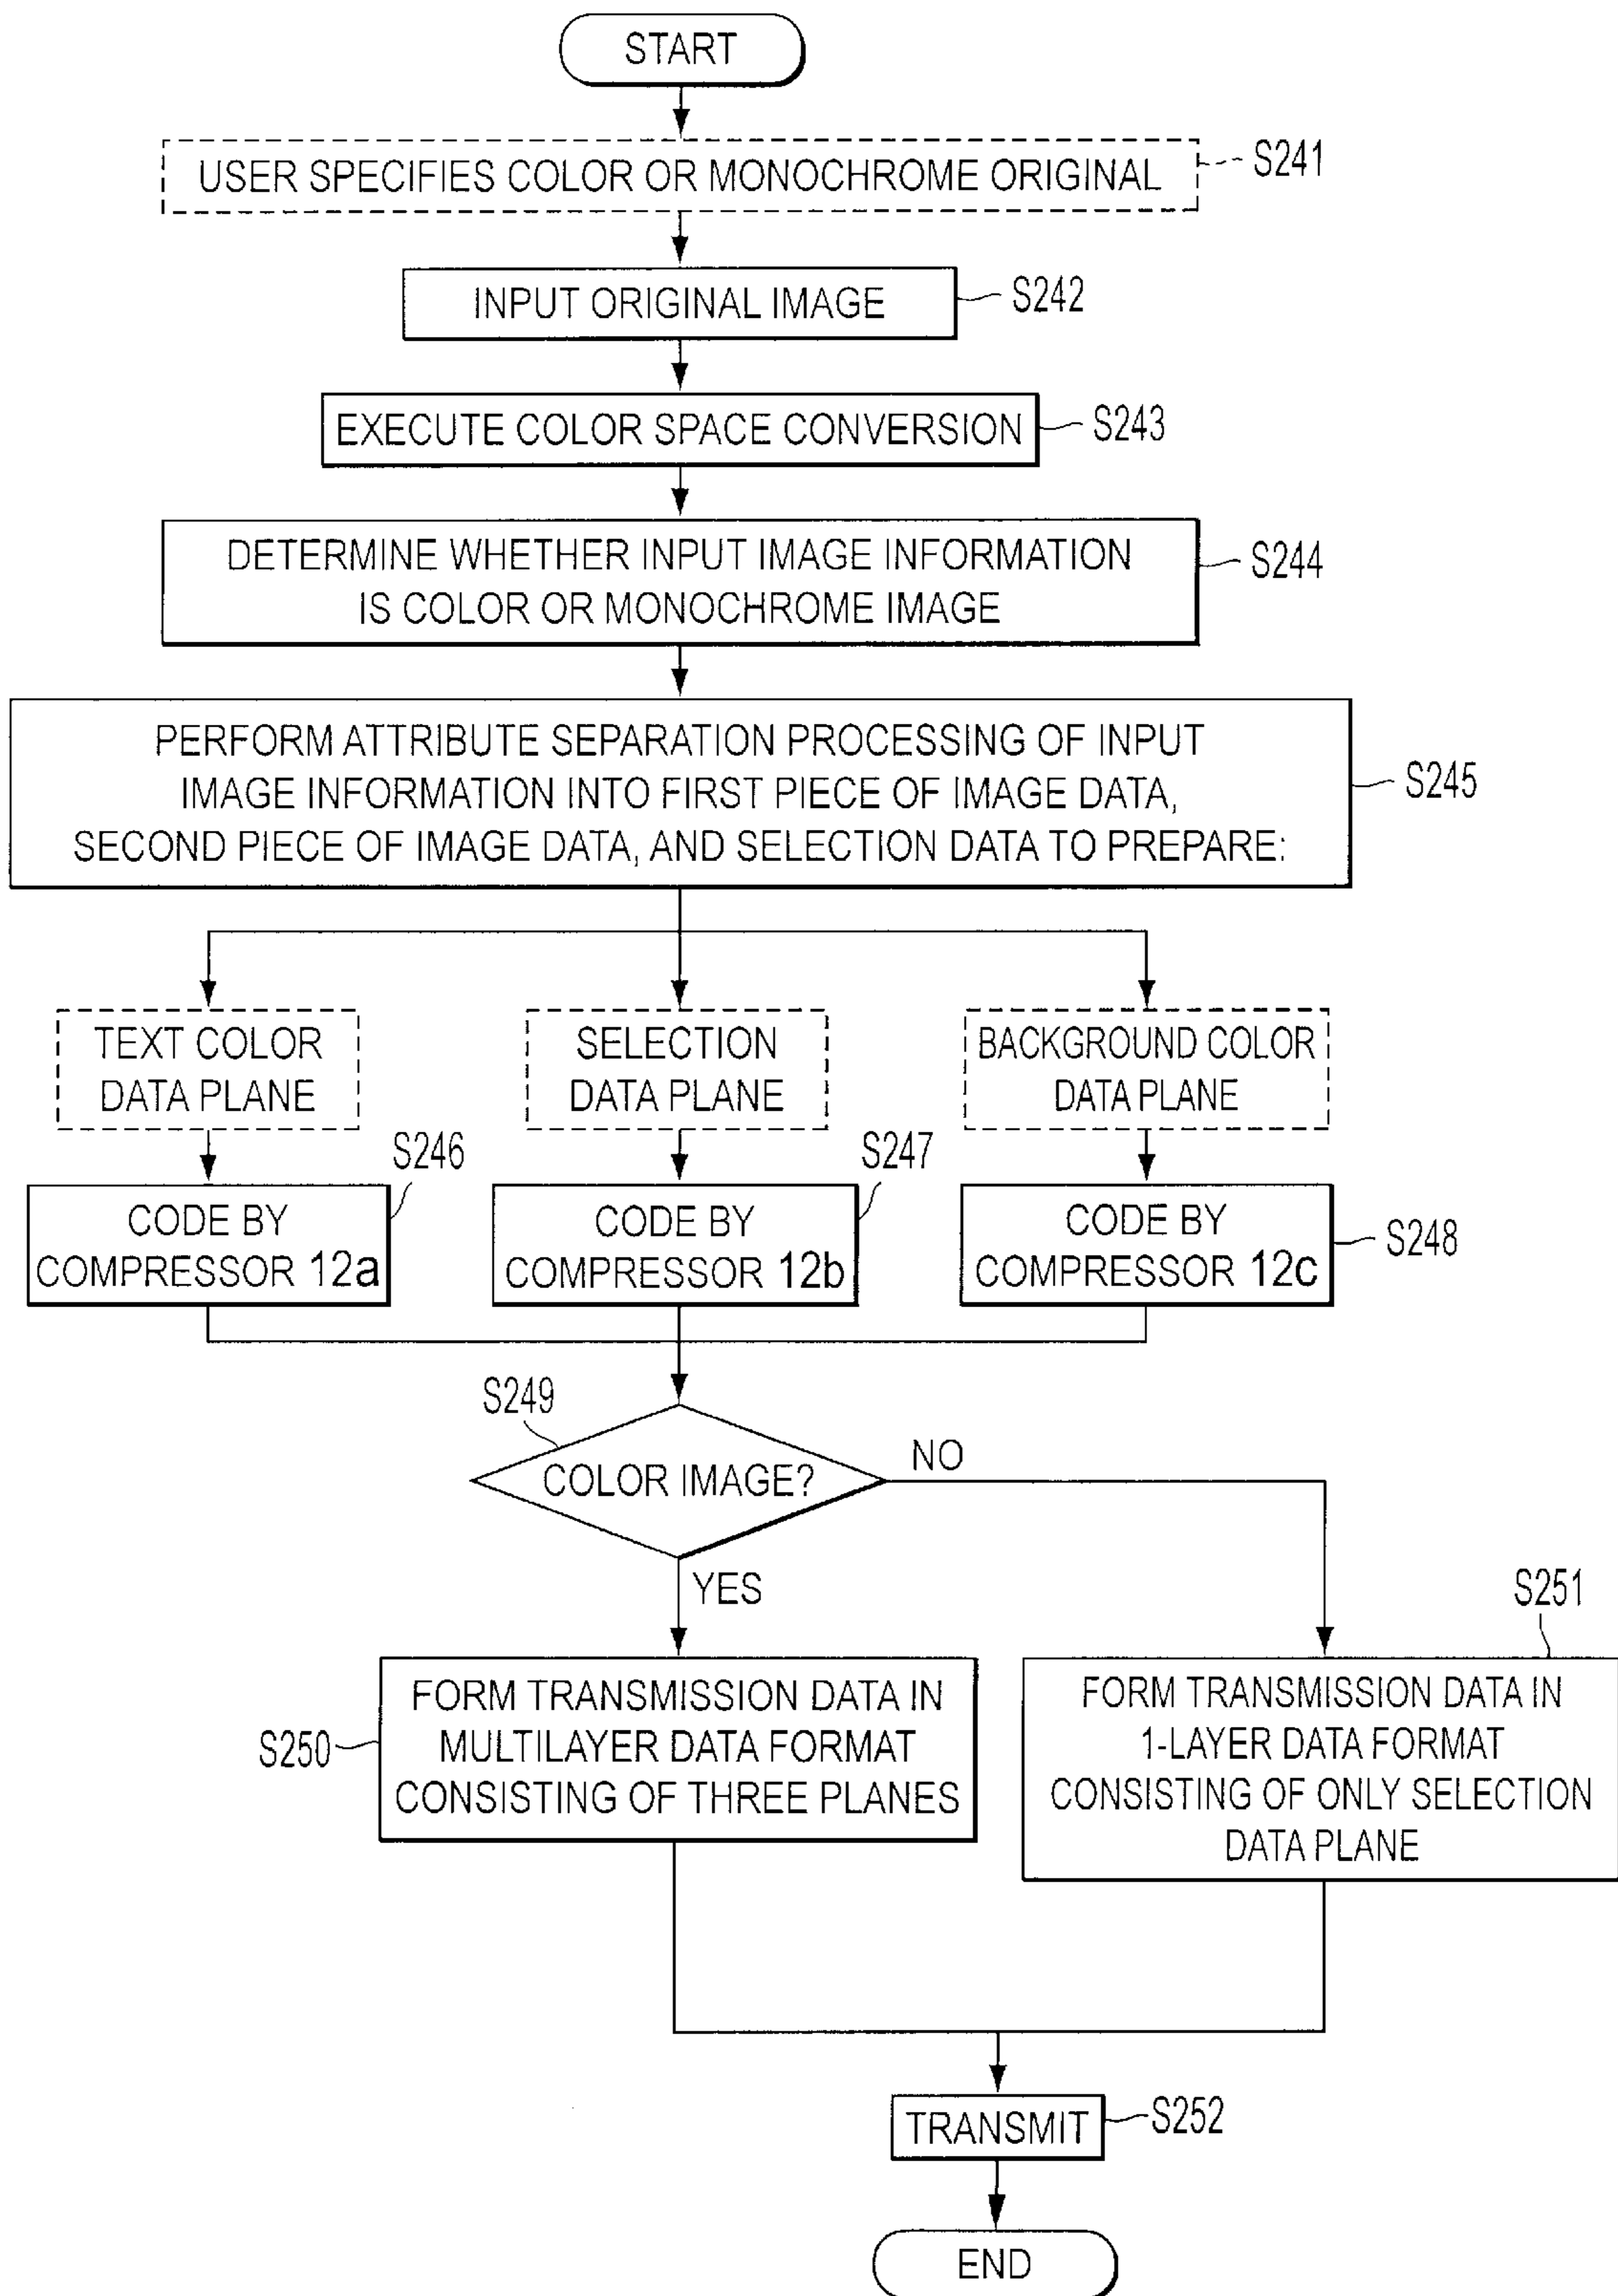 START
USER SPECIFIES COLOR OR MONOCHROME ORIGINAL
S241
INPUT ORIGINAL IMAGE
S242
EXECUTE COLOR SPACE CONVERSION
S243
DETERMINE WHETHER INPUT IMAGE INFORMATION
IS COLOR OR MONOCHROME IMAGE
S244
PERFORM ATTRIBUTE SEPARATION PROCESSING OF INPUT
IMAGE INFORMATION INTO FIRST PIECE OF IMAGE DATA,
SECOND PIECE OF IMAGE DATA, AND SELECTION DATA TO PREPARE:
S245
TEXT COLOR
DATA PLANE
SELECTION
DATA PLANE
BACKGROUND COLOR
DATA PLANE
S246
CODE BY
COMPRESSOR 12a
S247
CODE BY
COMPRESSOR 12b
CODE BY
COMPRESSOR 12c
S248
S249
COLOR IMAGE?
NO
YES
S250
FORM TRANSMISSION DATA IN
MULTILAYER DATA FORMAT
CONSISTING OF THREE PLANES
S251
FORM TRANSMISSION DATA IN
1-LAYER DATA FORMAT
CONSISTING OF ONLY SELECTION
DATA PLANE
TRANSMIT
S252
END